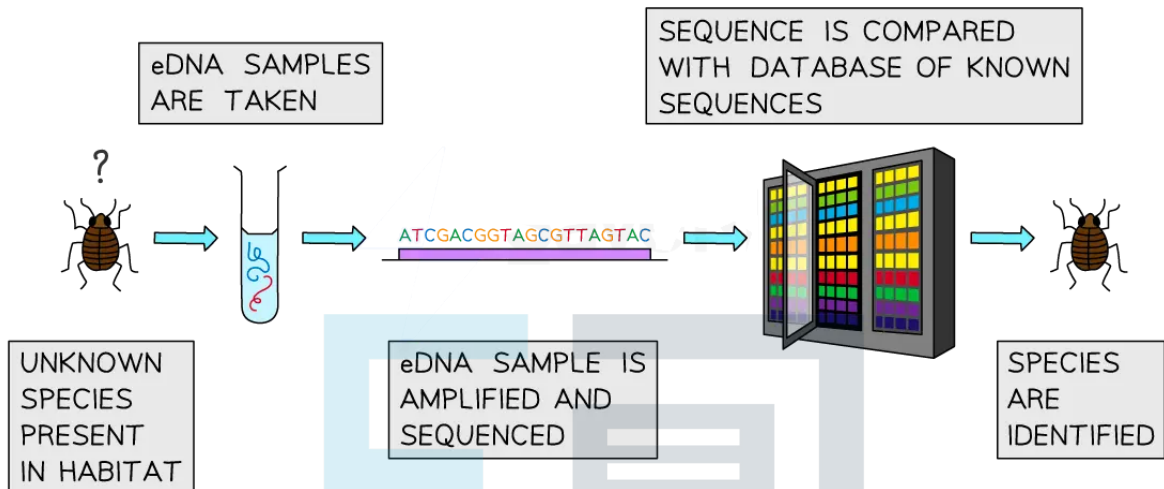 eDNA SAMPLES
ARE TAKEN
SEQUENCE IS COMPARED
WITH DATABASE OF KNOWN
SEQUENCES
?
ATCGACGGTAGCGTTAGTAC
UNKNOWN
SPECIES
PRESENT
IN HABITAT
eDNA SAMPLE IS
AMPLIFIED AND
SEQUENCED
SPECIES
ARE
IDENTIFIED